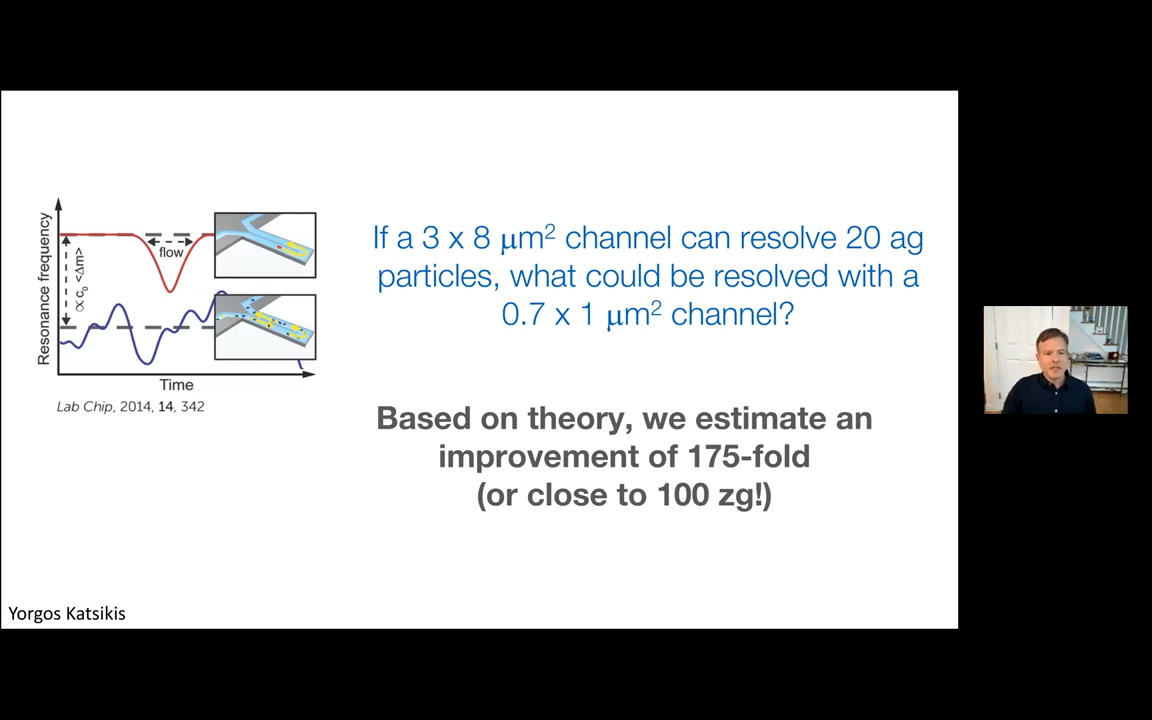 Resonance frequency
∝ c₀ <Δm>
flow
Time
Lab Chip, 2014, 14, 342
If a 3 x 8 μm² channel can resolve 20 ag
particles, what could be resolved with a
0.7 x 1 μm² channel?
Based on theory, we estimate an
improvement of 175-fold
(or close to 100 zg!)
Yorgos Katsikis